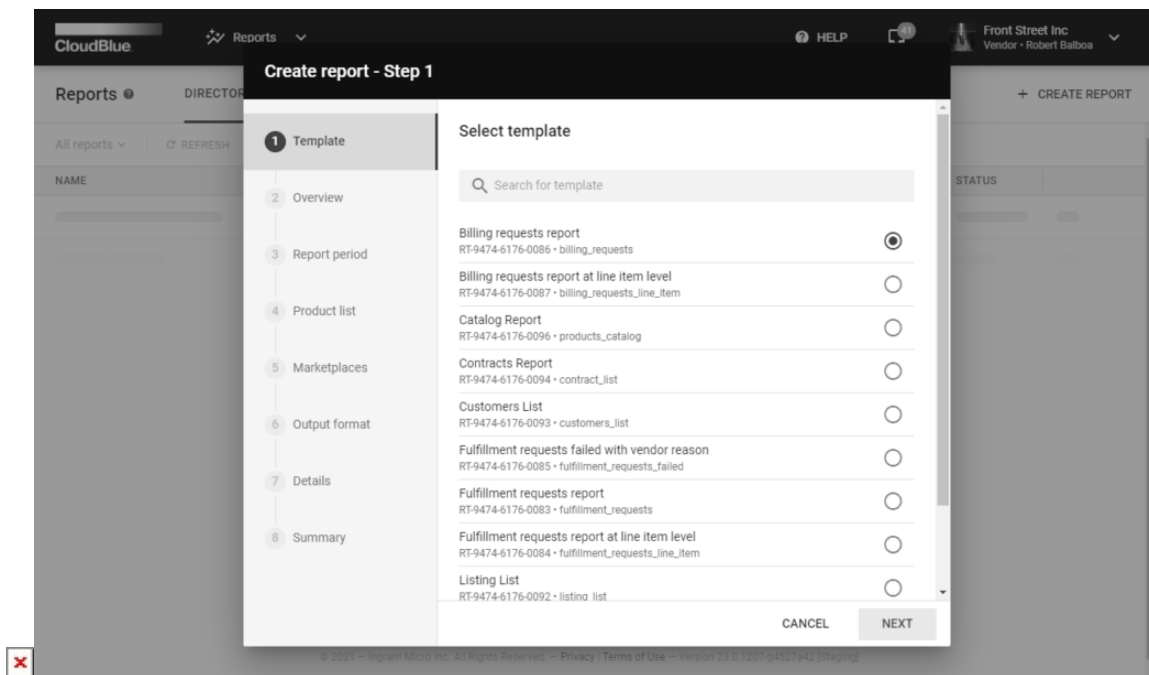 CloudBlue
Reports
HELP
41
Front Street Inc
Vendor • Robert Balboa
Reports
DIRECTOR
+ CREATE REPORT
All reports
REFRESH
NAME
STATUS
Create report - Step 1
1 Template
2 Overview
3 Report period
4 Product list
5 Marketplaces
6 Output format
7 Details
8 Summary
Select template
Search for template
Billing requests report
RT-9474-6176-0086 • billing_requests
Billing requests report at line item level
RT-9474-6176-0087 • billing_requests_line_item
Catalog Report
RT-9474-6176-0096 • products_catalog
Contracts Report
RT-9474-6176-0094 • contract_list
Customers List
RT-9474-6176-0093 • customers_list
Fulfillment requests failed with vendor reason
RT-9474-6176-0085 • fulfillment_requests_failed
Fulfillment requests report
RT-9474-6176-0083 • fulfillment_requests
Fulfillment requests report at line item level
RT-9474-6176-0084 • fulfillment_requests_line_item
Listing List
RT-9474-6176-0092 • listing_list
CANCEL
NEXT
© 2021 — Ingram Micro Inc. All Rights Reserved. — Privacy | Terms of Use — Version 23.0.1207-g4527a42 [Staging]